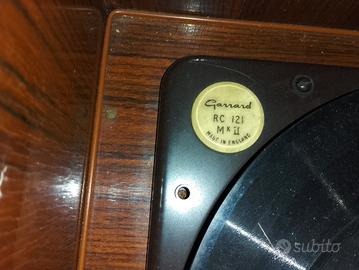 Garrard
RC 121
MK II
MADE IN ENGLAND
subito